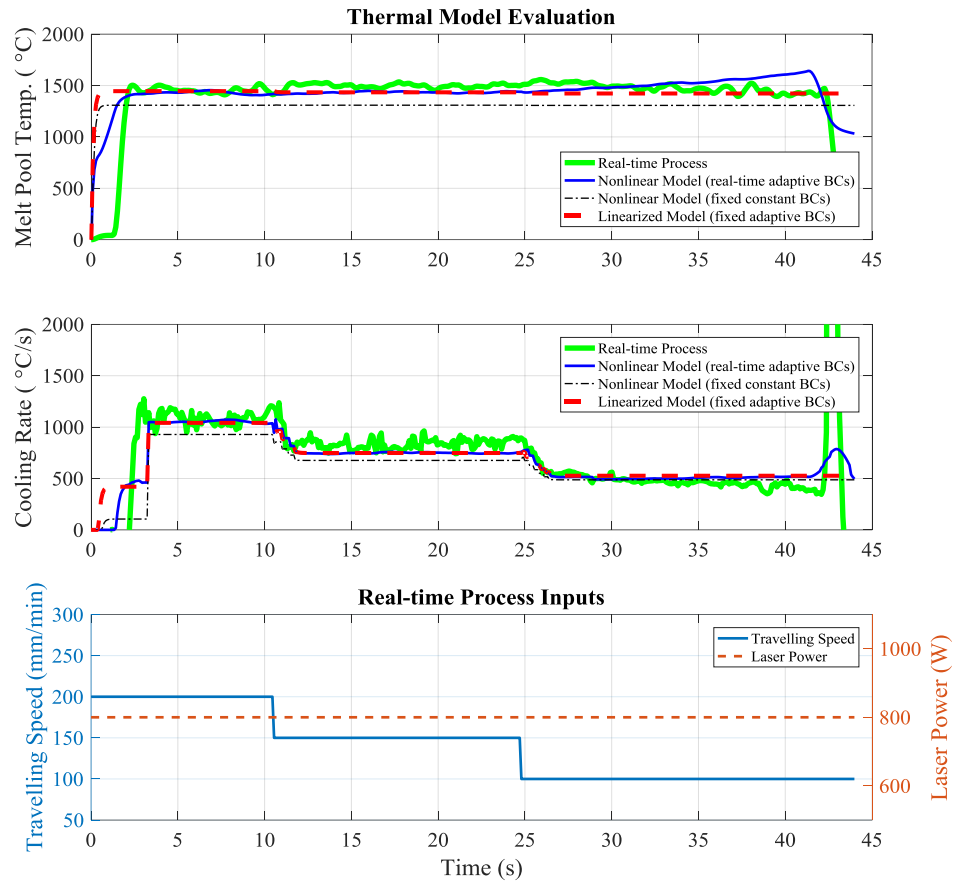 Thermal Model Evaluation
Melt Pool Temp. ( °C)
2000
1500
1000
500
0
Real-time Process
Nonlinear Model (real-time adaptive BCs)
Nonlinear Model (fixed constant BCs)
Linearized Model (fixed adaptive BCs)
0 5 10 15 20 25 30 35 40 45
Cooling Rate ( °C/s)
2000
1500
1000
500
0
Real-time Process
Nonlinear Model (real-time adaptive BCs)
Nonlinear Model (fixed constant BCs)
Linearized Model (fixed adaptive BCs)
0 5 10 15 20 25 30 35 40 45
Real-time Process Inputs
Travelling Speed (mm/min)
300
250
200
150
100
50
Travelling Speed
Laser Power
1000
800
600
Laser Power (W)
0 5 10 15 20 25 30 35 40 45
Time (s)